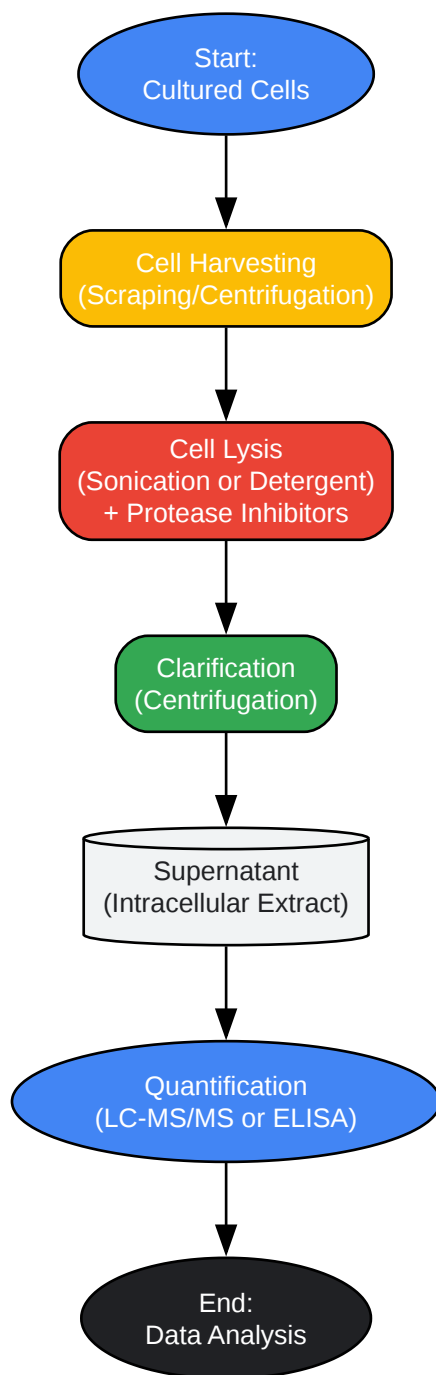 Start:
Cultured Cells
Cell Harvesting
(Scraping/Centrifugation)
Cell Lysis
(Sonication or Detergent)
+ Protease Inhibitors
Clarification
(Centrifugation)
Supernatant
(Intracellular Extract)
Quantification
(LC-MS/MS or ELISA)
End:
Data Analysis